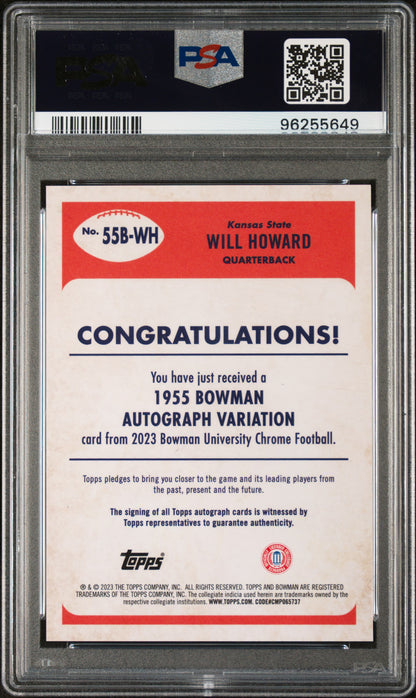 PSA
96255649
No. 55B-WH
Kansas State
WILL HOWARD
QUARTERBACK
CONGRATULATIONS!
You have just received a
1955 BOWMAN
AUTOGRAPH VARIATION
card from 2023 Bowman University Chrome Football.
Topps pledges to bring you closer to the game and its leading players from
the past, present and the future.
The signing of all Topps autograph cards is witnessed by
Topps representatives to guarantee authenticity.
Topps
® & © 2023 THE TOPPS COMPANY, INC. ALL RIGHTS RESERVED. TOPPS AND BOWMAN ARE REGISTERED
TRADEMARKS OF THE TOPPS COMPANY, INC. The collegiate indicia used herein are trademarks owned by the
respective collegiate institutions. WWW.TOPPS.COM. CODE#CMP065737